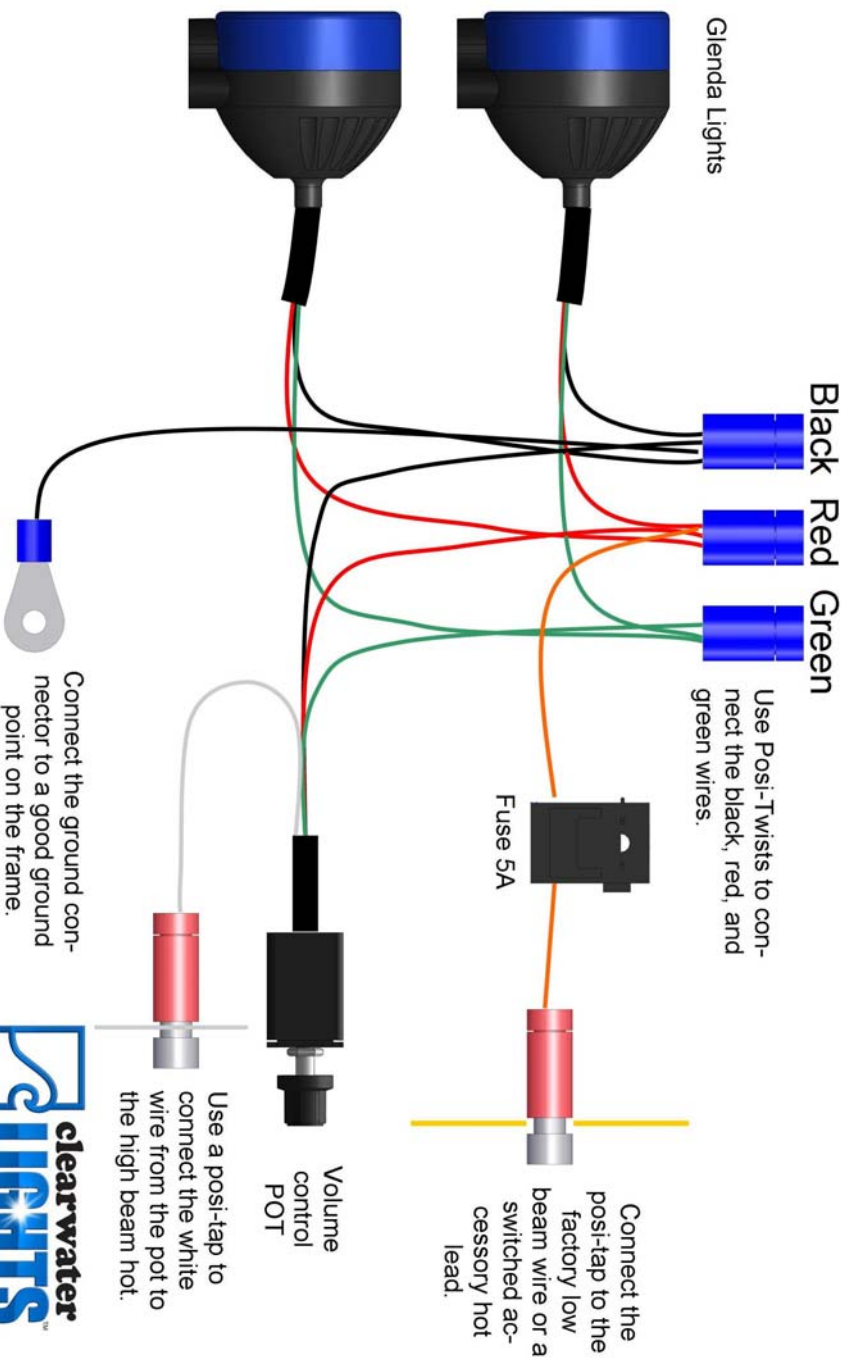 Glenda Lights
Black
Red
Green
Use Posi-Twists to con-
nect the black, red, and
green wires.
Fuse 5A
Connect the
posi-tap to the
factory low
beam wire or a
switched ac-
cessory hot
lead.
Volume
control
POT
Use a posi-tap to
connect the white
wire from the pot to
the high beam hot.
Connect the ground con-
nector to a good ground
point on the frame.
clearwater
LIGHTS™